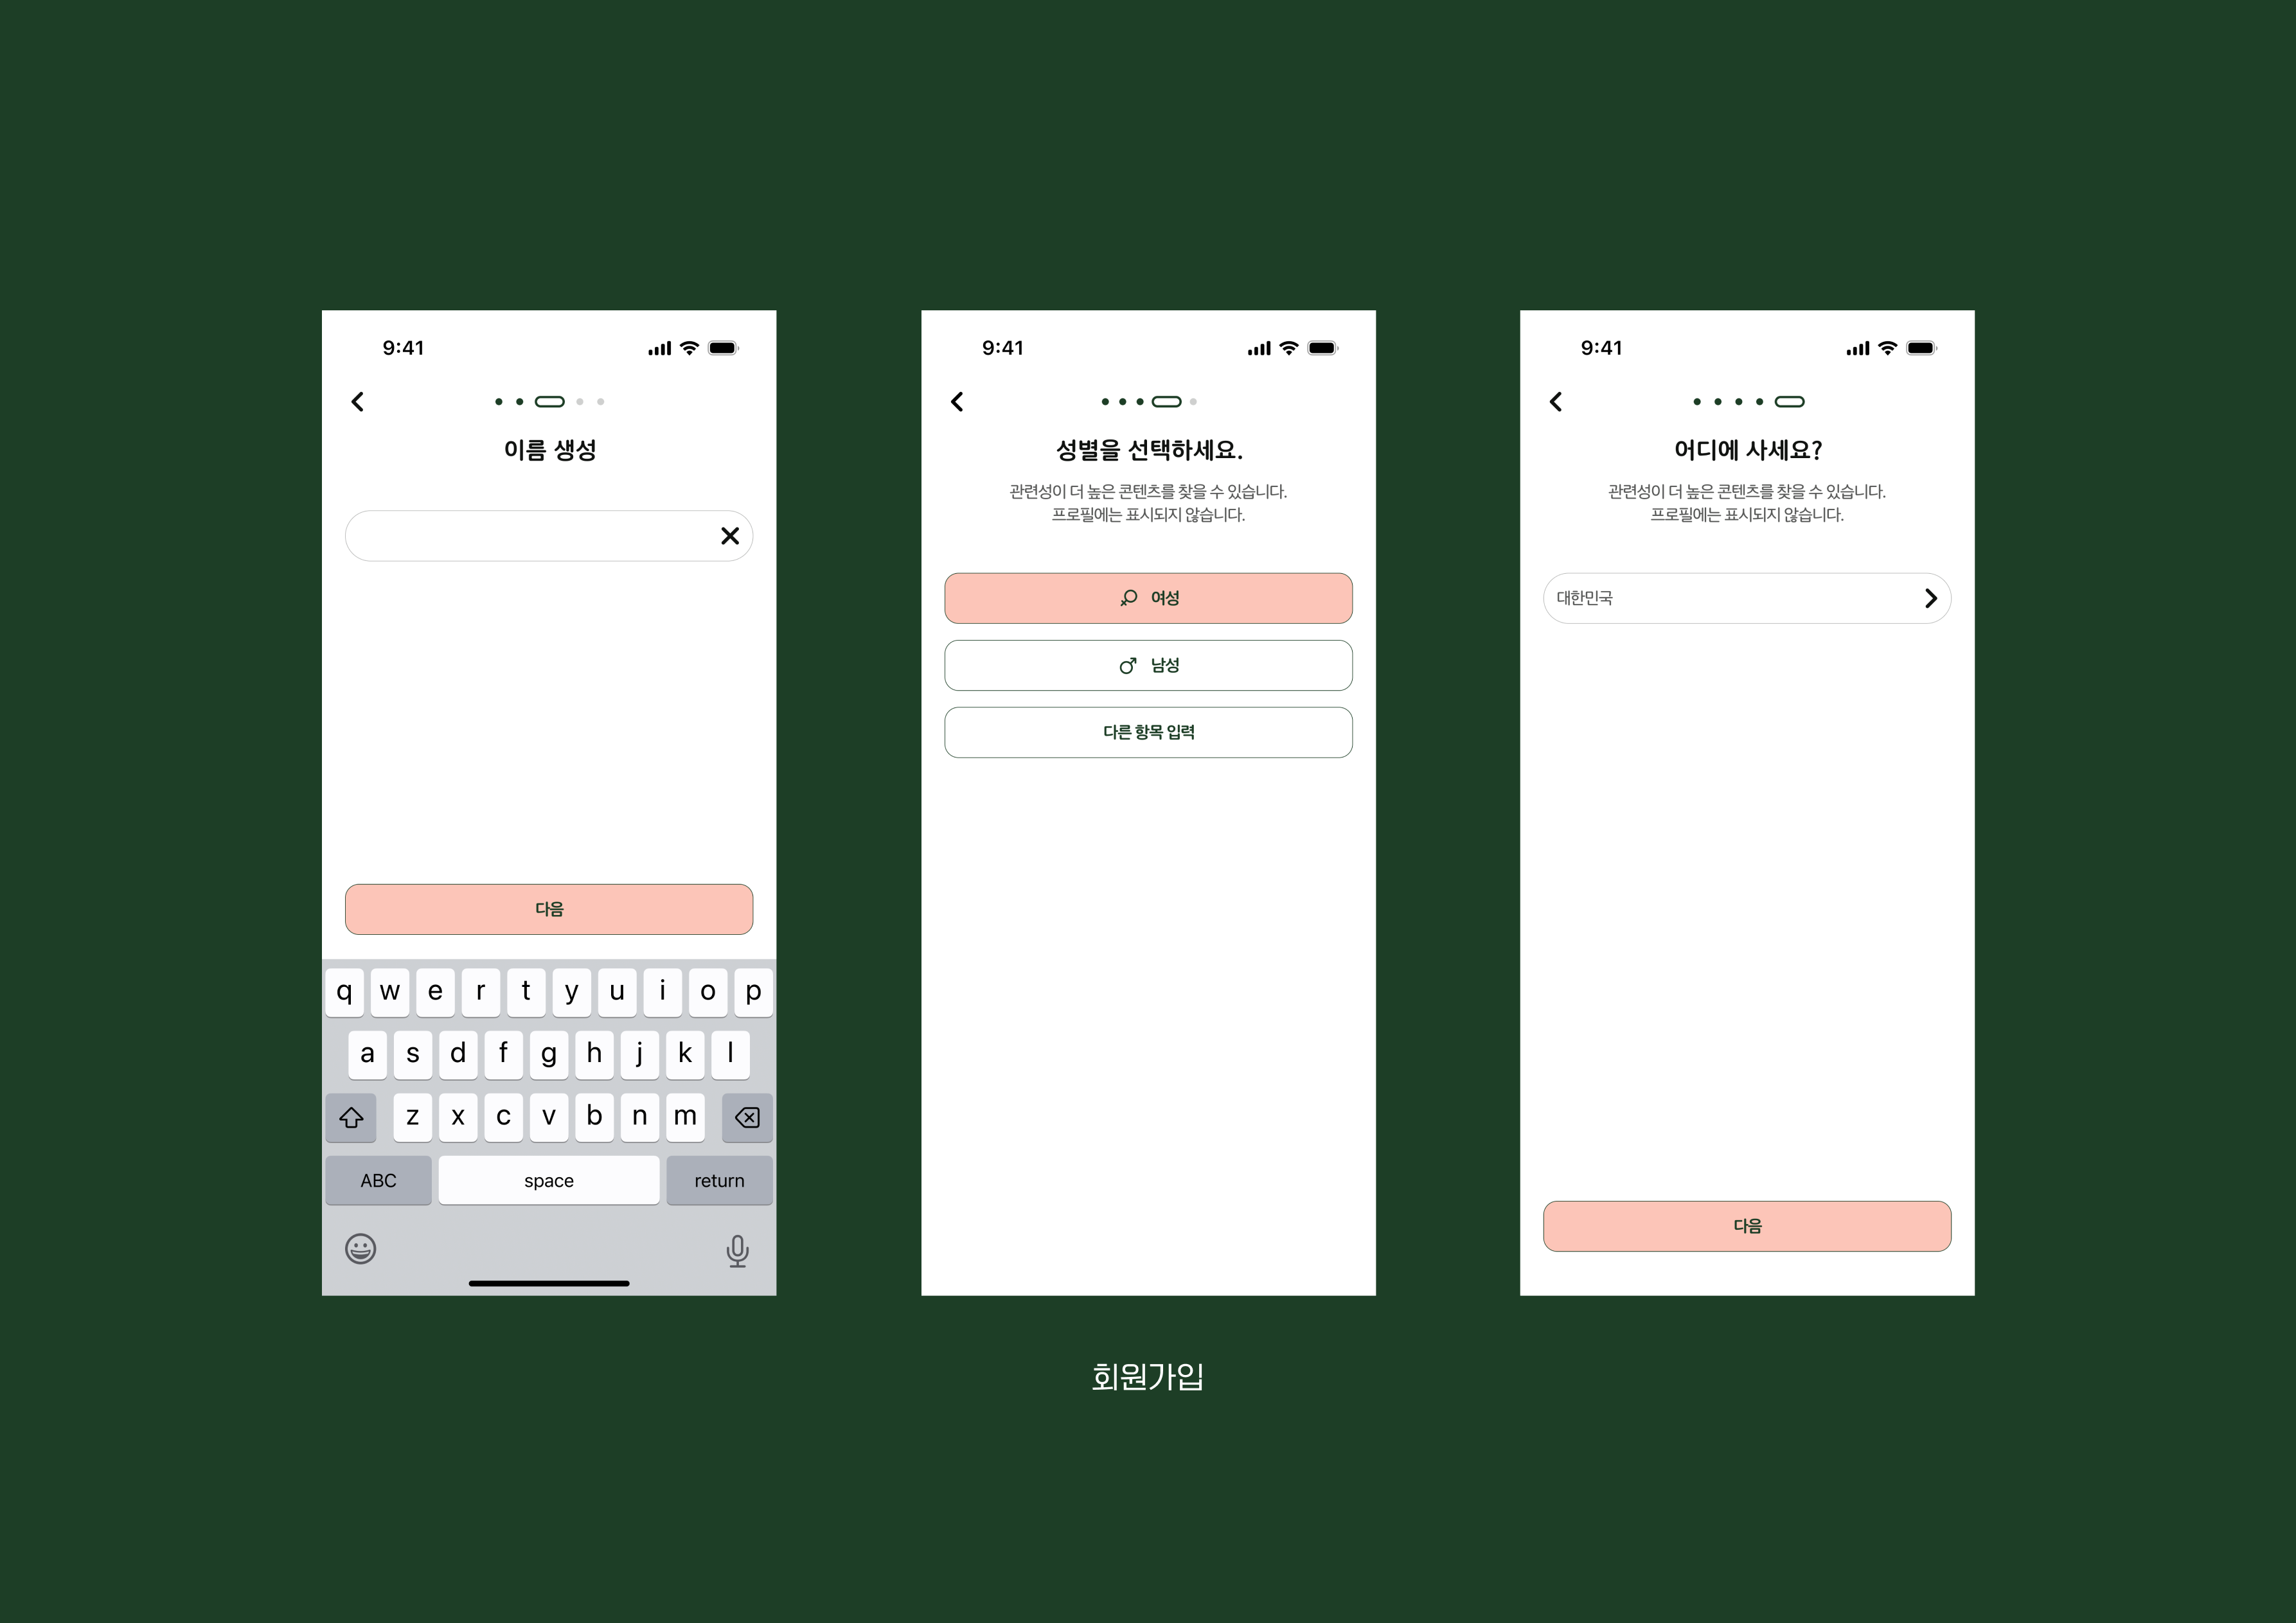 9:41
이름 생성
다음
q w e r t y u i o p
a s d f g h j k l
z x c v b n m
ABC space return
9:41
성별을 선택하세요.
관련성이 더 높은 콘텐츠를 찾을 수 있습니다.
프로필에는 표시되지 않습니다.
여성
남성
다른 항목 입력
9:41
어디에 사세요?
관련성이 더 높은 콘텐츠를 찾을 수 있습니다.
프로필에는 표시되지 않습니다.
대한민국
다음
회원가입